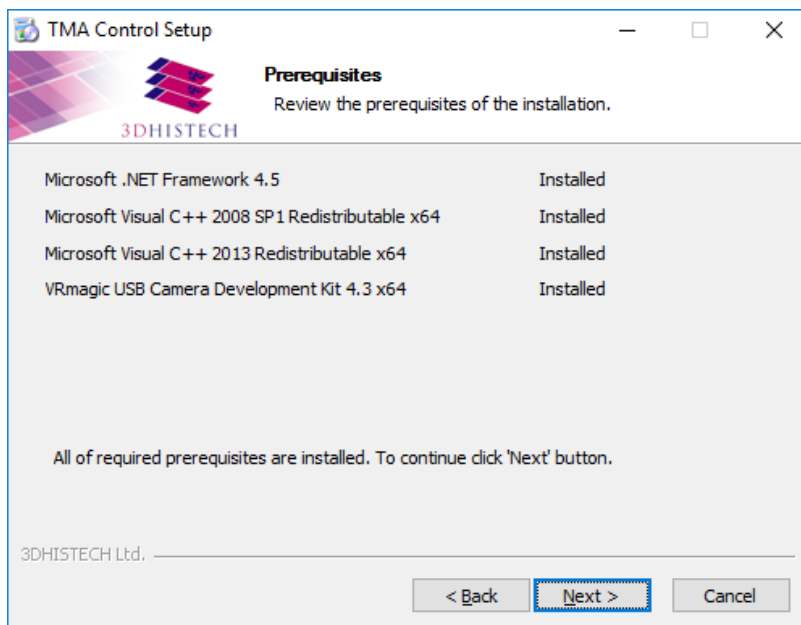 TMA Control Setup
Prerequisites
Review the prerequisites of the installation.
3DHISTECH
Microsoft .NET Framework 4.5 Installed
Microsoft Visual C++ 2008 SP1 Redistributable x64 Installed
Microsoft Visual C++ 2013 Redistributable x64 Installed
VRmagic USB Camera Development Kit 4.3 x64 Installed
All of required prerequisites are installed. To continue click 'Next' button.
3DHISTECH Ltd.
< Back Next > Cancel